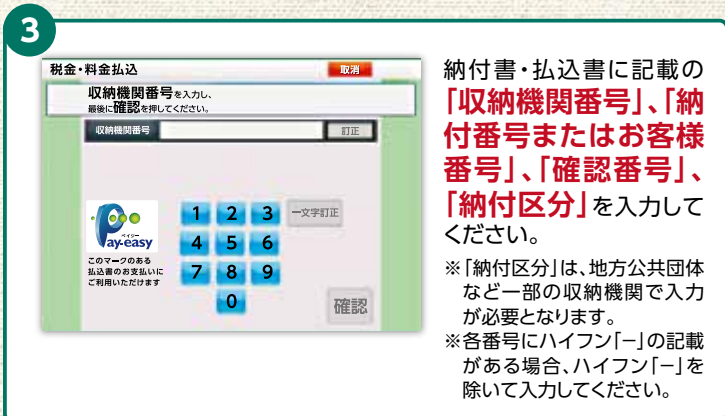 3
税金・料金払込
取消
収納機関番号を入力し、
最後に確認を押してください。
収納機関番号
訂正
ペイジー
Pay-easy
このマークのある
払込書のお支払いに
ご利用いただけます
1 2 3 一文字訂正
4 5 6
7 8 9
0
確認
納付書・払込書に記載の
「収納機関番号」、「納
付番号またはお客様
番号」、「確認番号」、
「納付区分」を入力して
ください。
※「納付区分」は、地方公共団体
など一部の収納機関で入力
が必要となります。
※各番号にハイフン「−」の記載
がある場合、ハイフン「−」を
除いて入力してください。